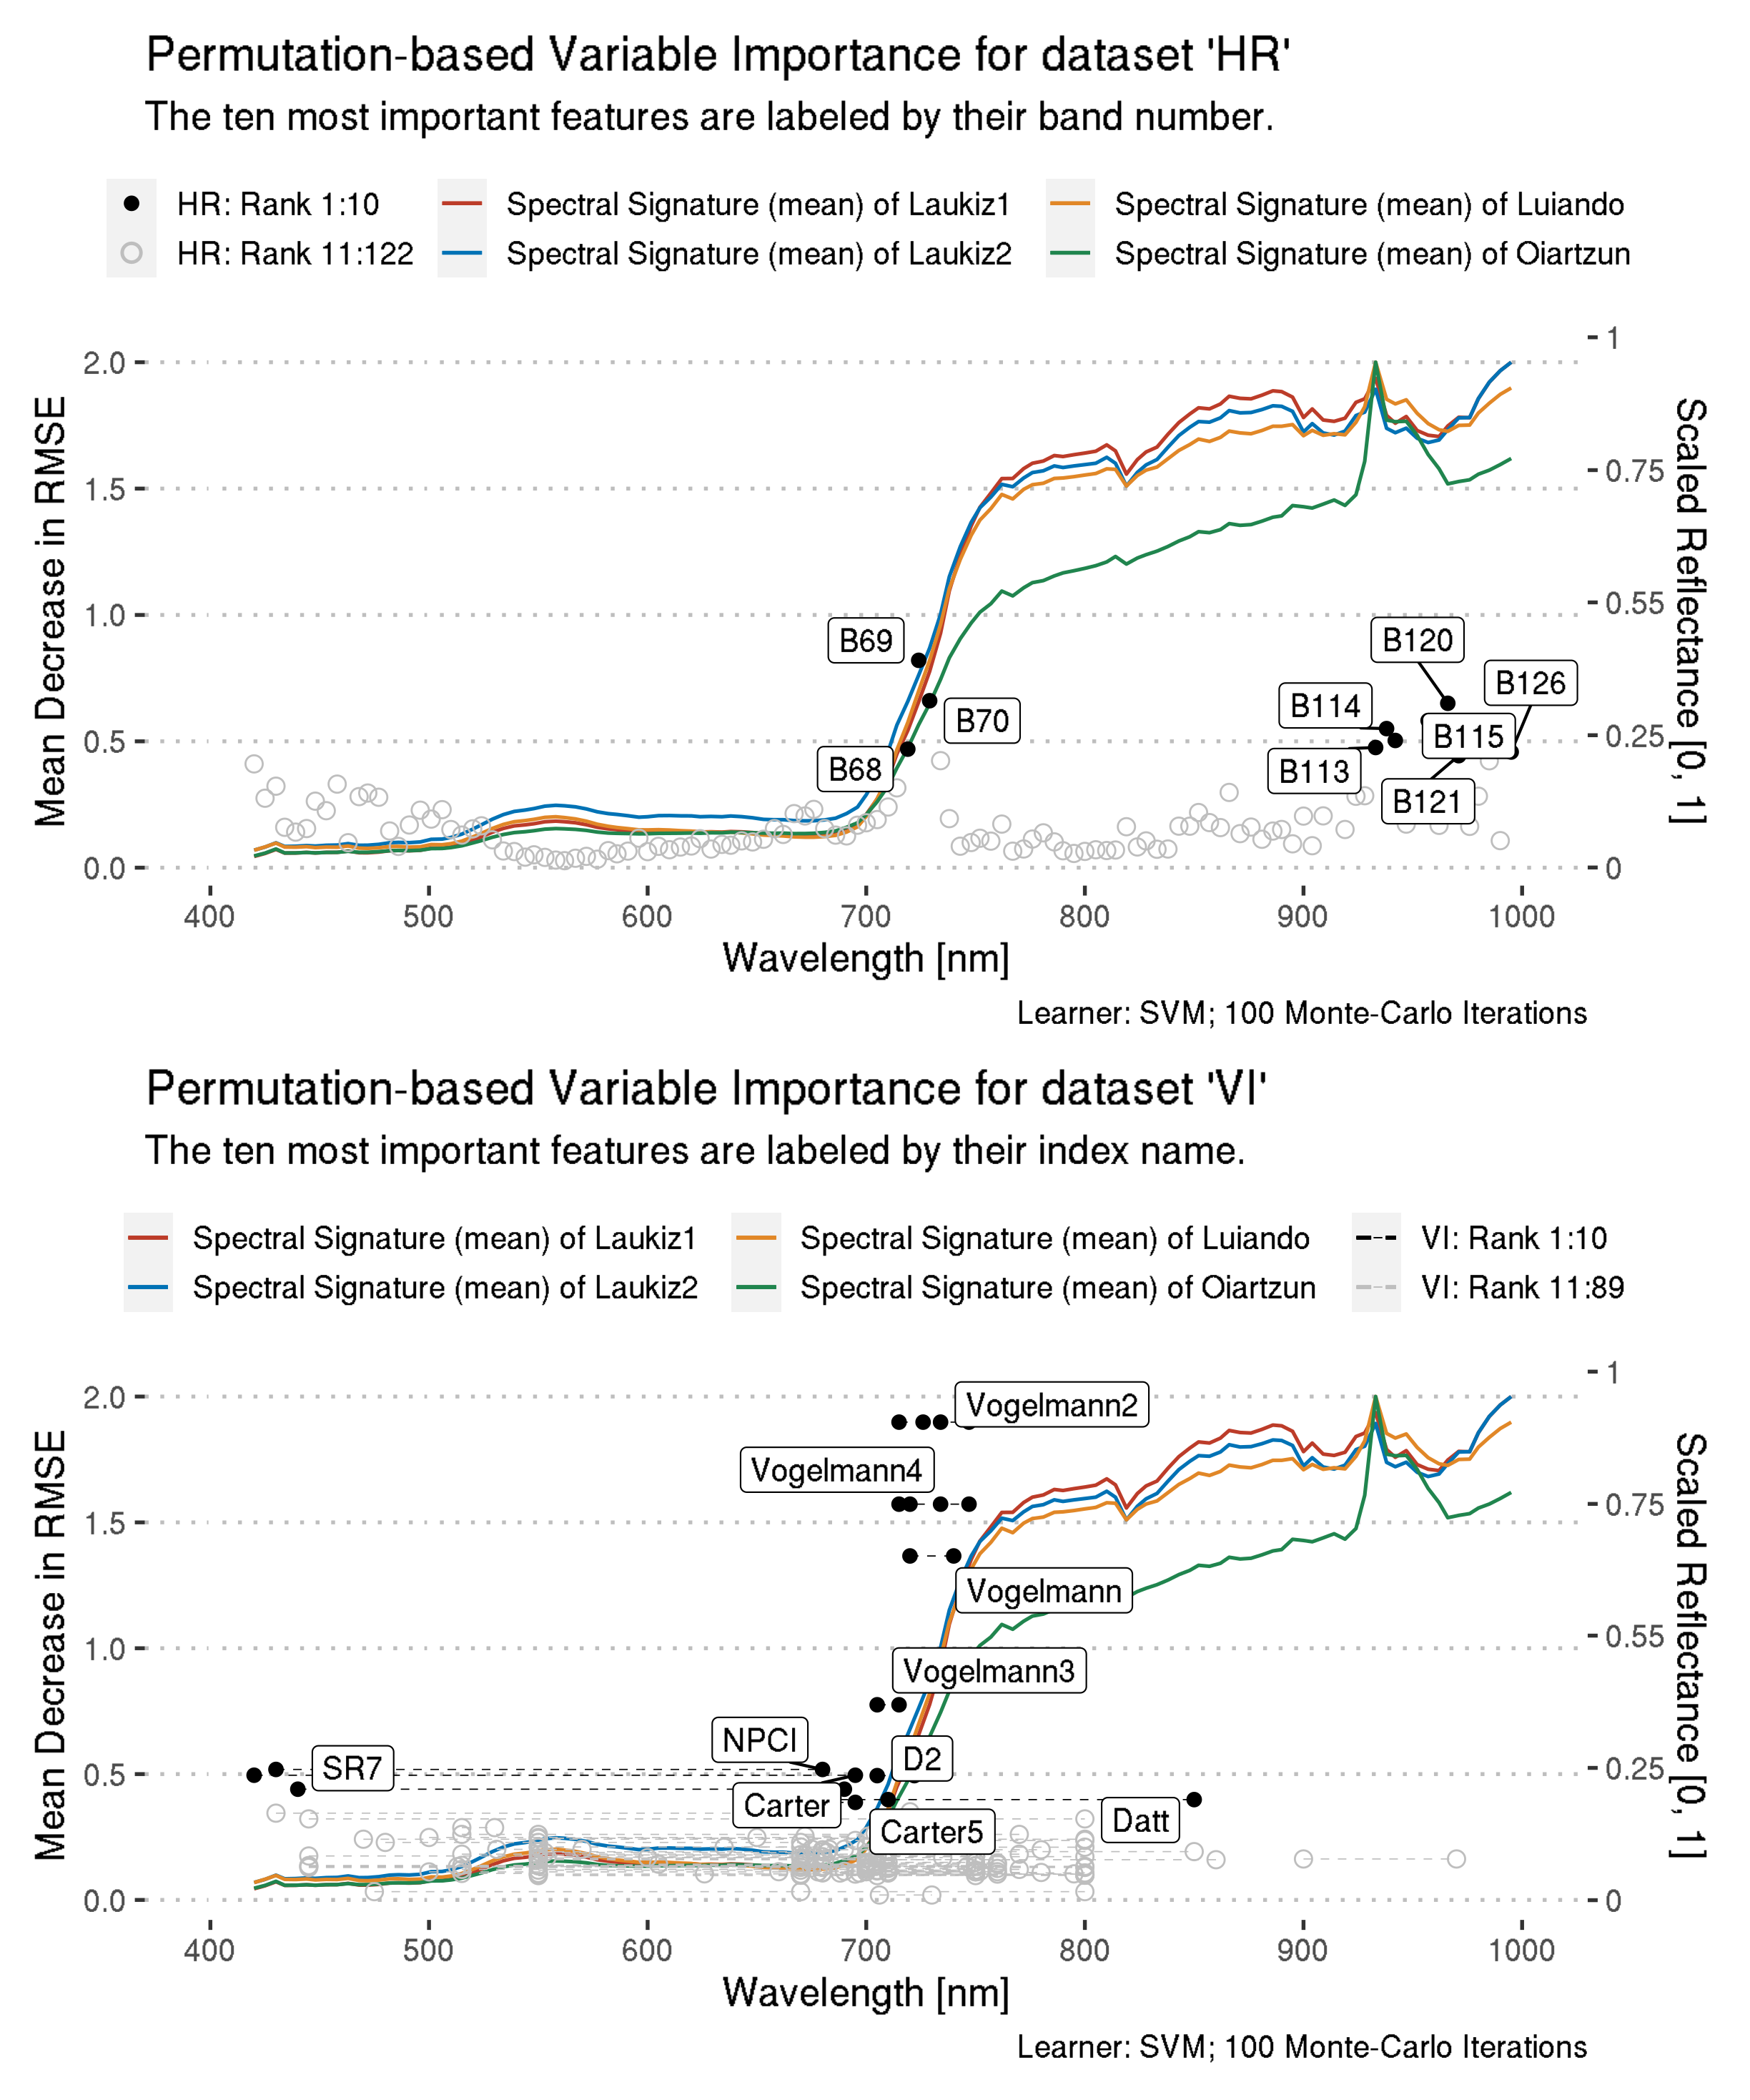 Permutation-based Variable Importance for dataset 'HR'
The ten most important features are labeled by their band number.
HR: Rank 1:10
HR: Rank 11:122
Spectral Signature (mean) of Laukiz1
Spectral Signature (mean) of Laukiz2
Spectral Signature (mean) of Luiando
Spectral Signature (mean) of Oiartzun
Mean Decrease in RMSE
2.0
1.5
1.0
0.5
0.0
B69
B70
B68
B120
B126
B114
B115
B113
B121
1
0.75
0.55
0.25
0
Scaled Reflectance [0, 1]
400 500 600 700 800 900 1000
Wavelength [nm]
Learner: SVM; 100 Monte-Carlo Iterations
Permutation-based Variable Importance for dataset 'VI'
The ten most important features are labeled by their index name.
Spectral Signature (mean) of Laukiz1
Spectral Signature (mean) of Laukiz2
Spectral Signature (mean) of Luiando
Spectral Signature (mean) of Oiartzun
VI: Rank 1:10
VI: Rank 11:89
Mean Decrease in RMSE
2.0
1.5
1.0
0.5
0.0
Vogelmann2
Vogelmann4
Vogelmann
Vogelmann3
NPCI
D2
SR7
Carter
Carter5
Datt
1
0.75
0.55
0.25
0
Scaled Reflectance [0, 1]
400 500 600 700 800 900 1000
Wavelength [nm]
Learner: SVM; 100 Monte-Carlo Iterations